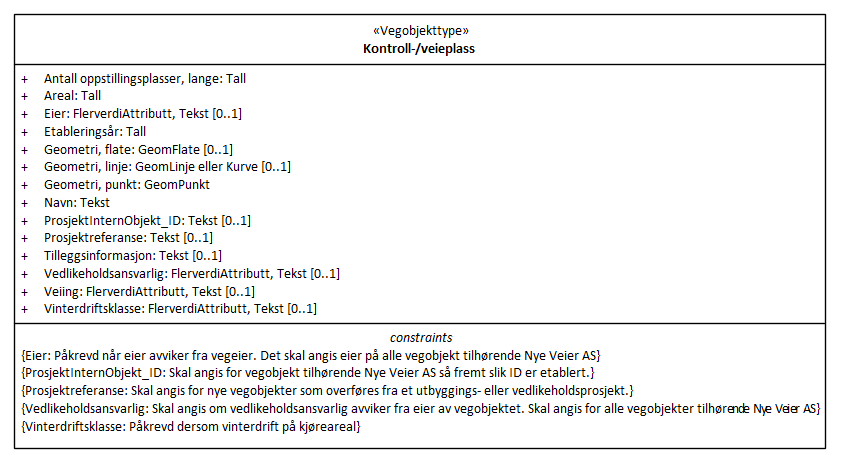 «Vegobjekttype»
Kontroll-/veieplass
+ Antall oppstillingsplasser, lange: Tall
+ Areal: Tall
+ Eier: FlerverdiAttributt, Tekst [0..1]
+ Etableringsår: Tall
+ Geometri, flate: GeomFlate [0..1]
+ Geometri, linje: GeomLinje eller Kurve [0..1]
+ Geometri, punkt: GeomPunkt
+ Navn: Tekst
+ ProsjektInternObjekt_ID: Tekst [0..1]
+ Prosjektreferanse: Tekst [0..1]
+ Tilleggsinformasjon: Tekst [0..1]
+ Vedlikeholdsansvarlig: FlerverdiAttributt, Tekst [0..1]
+ Veiing: FlerverdiAttributt, Tekst [0..1]
+ Vinterdriftsklasse: FlerverdiAttributt, Tekst [0..1]
constraints
{Eier: Påkrevd når eier avviker fra vegeier. Det skal angis eier på alle vegobjekt tilhørende Nye Veier AS}
{ProsjektInternObjekt_ID: Skal angis for vegobjekt tilhørende Nye Veier AS så fremt slik ID er etablert.}
{Prosjektreferanse: Skal angis for nye vegobjekter som overføres fra et utbyggings- eller vedlikeholdsprosjekt.}
{Vedlikeholdsansvarlig: Skal angis om vedlikeholdsansvarlig avviker fra eier av vegobjektet. Skal angis for alle vegobjekter tilhørende Nye Veier AS}
{Vinterdriftsklasse: Påkrevd dersom vinterdrift på kjøreareal}